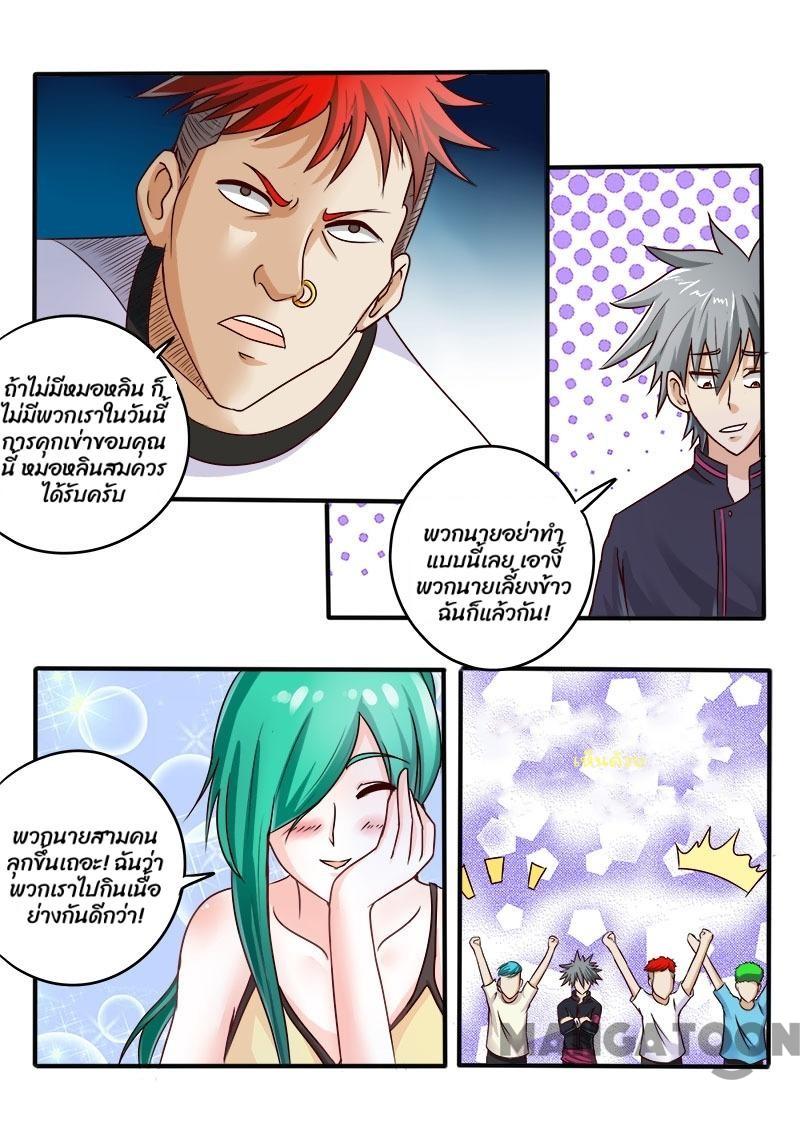 ถ้าไม่มีหมอหลิน ก็
ไม่มีพวกเราในวันนี้
การคุกเข่าขอบคุณ
นี้ หมอหลินสมควร
ได้รับครับ
พวกนายอย่าทำ
แบบนี้เลย เอางี้
พวกนายเลี้ยงข้าว
ฉันก็แล้วกัน!
พวกนายสามคน
ลุกขึ้นเถอะ! ฉันว่า
พวกเราไปกินเนื้อ
ย่างกันดีกว่า!
เห็นด้วย
MANGATOON